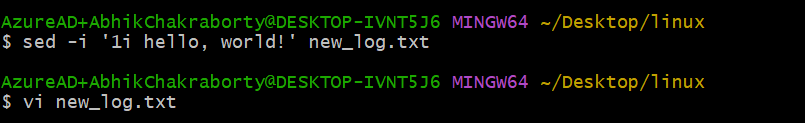 AzureAD+AbhikChakraborty@DESKTOP-IVNT5J6 MINGW64 ~/Desktop/linux
$ sed -i '1i hello, world!' new_log.txt
AzureAD+AbhikChakraborty@DESKTOP-IVNT5J6 MINGW64 ~/Desktop/linux
$ vi new_log.txt